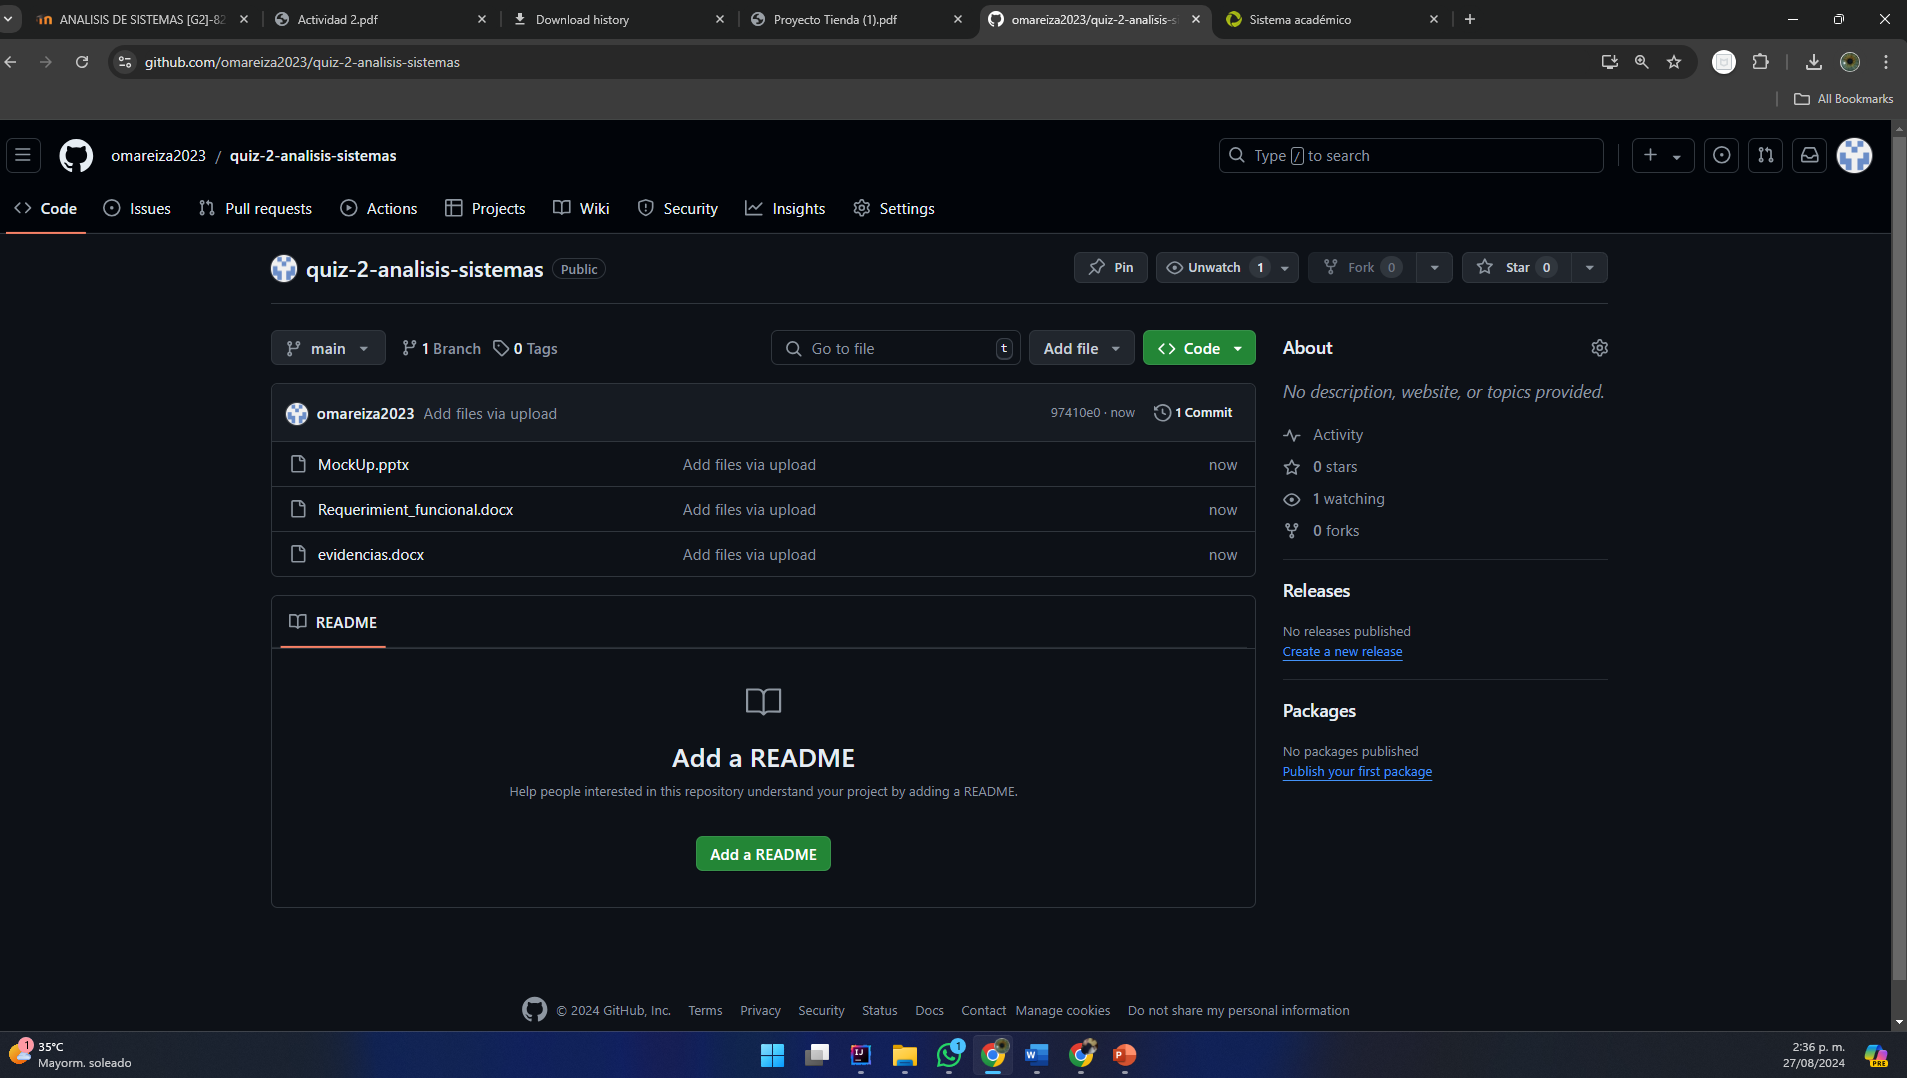 ANALISIS DE SISTEMAS [G2]-82
Actividad 2.pdf
Download history
Proyecto Tienda (1).pdf
omareiza2023/quiz-2-analisis-s
Sistema académico
github.com/omareiza2023/quiz-2-analisis-sistemas
All Bookmarks
omareiza2023 / quiz-2-analisis-sistemas
Type / to search
Code
Issues
Pull requests
Actions
Projects
Wiki
Security
Insights
Settings
quiz-2-analisis-sistemas Public
Pin
Unwatch 1
Fork 0
Star 0
main
1 Branch
0 Tags
Go to file
t
Add file
Code
omareiza2023 Add files via upload
97410e0 · now
1 Commit
MockUp.pptx Add files via upload now
Requerimient_funcional.docx Add files via upload now
evidencias.docx Add files via upload now
README
Add a README
Help people interested in this repository understand your project by adding a README.
Add a README
About
No description, website, or topics provided.
Activity
0 stars
1 watching
0 forks
Releases
No releases published
Create a new release
Packages
No packages published
Publish your first package
© 2024 GitHub, Inc. Terms Privacy Security Status Docs Contact Manage cookies Do not share my personal information
1
35°C
Mayorm. soleado
IJ
1
W
P
2:36 p. m.
27/08/2024
PRE